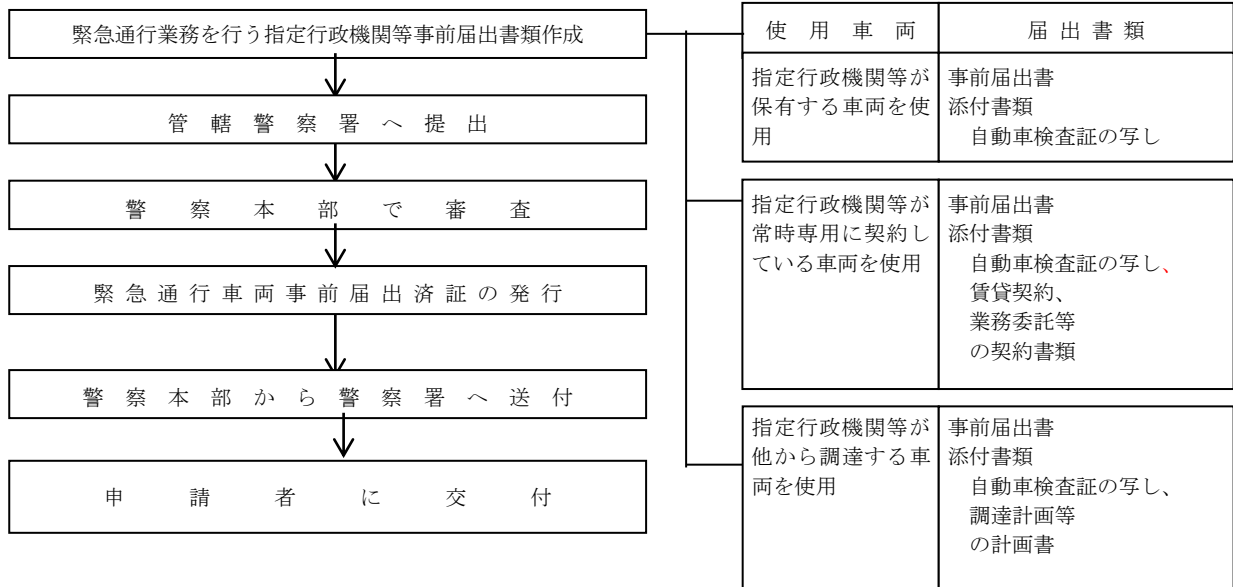 緊急通行業務を行う指定行政機関等事前届出書類作成
管轄警察署へ提出
警察本部で審査
緊急通行車両事前届出済証の発行
警察本部から警察署へ送付
申請者に交付
使用車両
届出書類
指定行政機関等が
保有する車両を使
用
事前届出書
添付書類
自動車検査証の写し
指定行政機関等が
常時専用に契約し
ている車両を使用
事前届出書
添付書類
自動車検査証の写し、
賃貸契約、
業務委託等
の契約書類
指定行政機関等が
他から調達する車
両を使用
事前届出書
添付書類
自動車検査証の写し、
調達計画等
の計画書